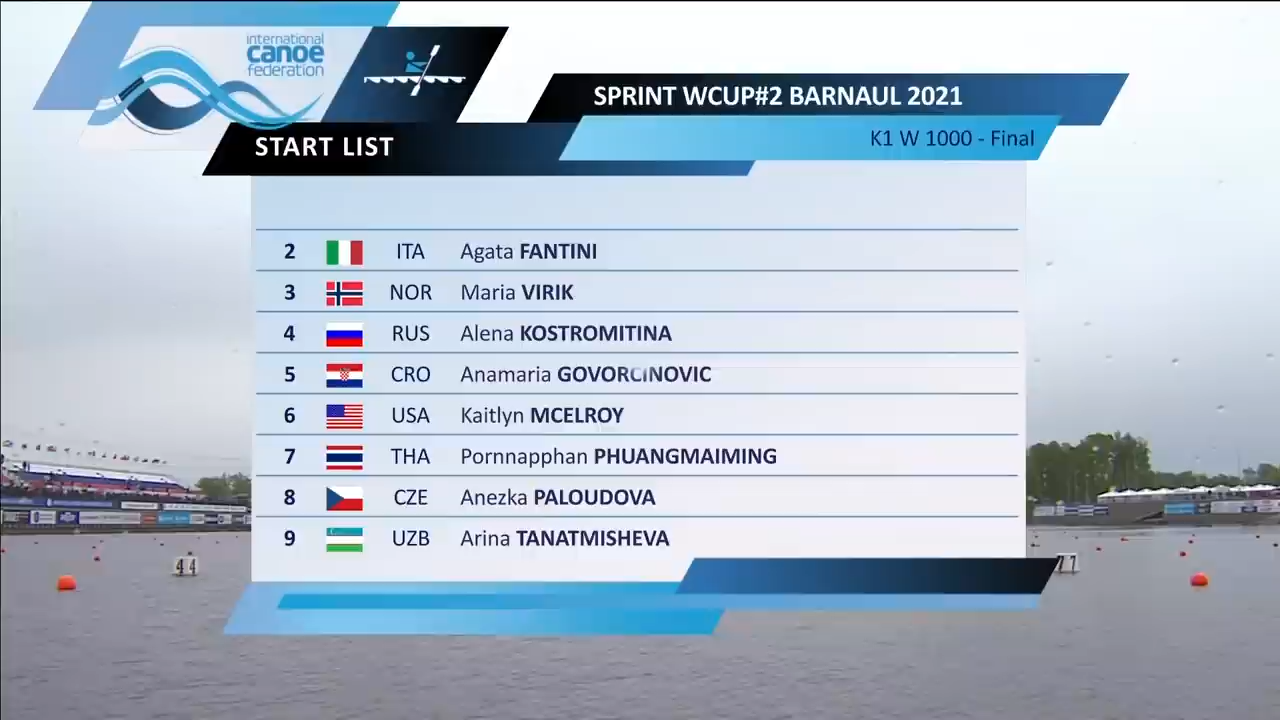 international
canoe
federation
SPRINT WCUP#2 BARNAUL 2021
K1 W 1000 - Final
START LIST
2 ITA Agata FANTINI
3 NOR Maria VIRIK
4 RUS Alena KOSTROMITINA
5 CRO Anamaria GOVORCINOVIC
6 USA Kaitlyn MCELROY
7 THA Pornnapphan PHUANGMAIMING
8 CZE Anezka PALOUDOVA
9 UZB Arina TANATMISHEVA
44
77